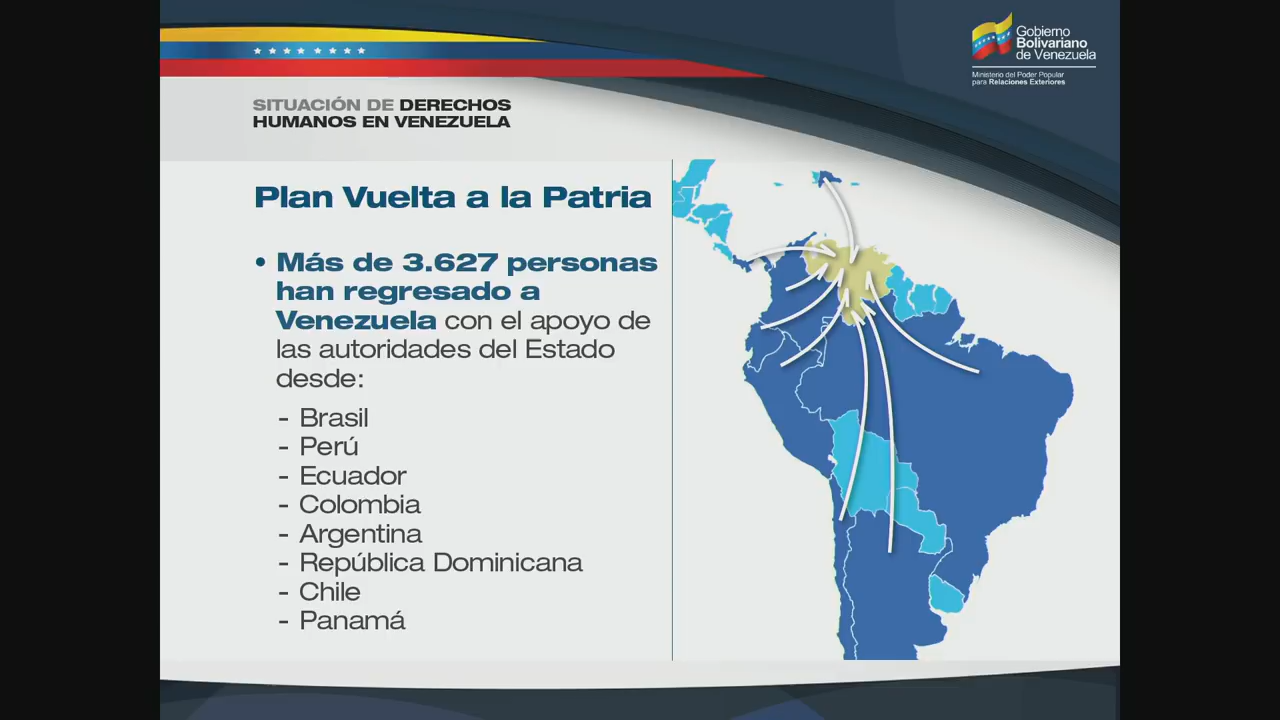 Gobierno
Bolivariano
de Venezuela
Ministerio del Poder Popular
para Relaciones Exteriores
SITUACIÓN DE DERECHOS
HUMANOS EN VENEZUELA
Plan Vuelta a la Patria
• Más de 3.627 personas
han regresado a
Venezuela con el apoyo de
las autoridades del Estado
desde:
- Brasil
- Perú
- Ecuador
- Colombia
- Argentina
- República Dominicana
- Chile
- Panamá